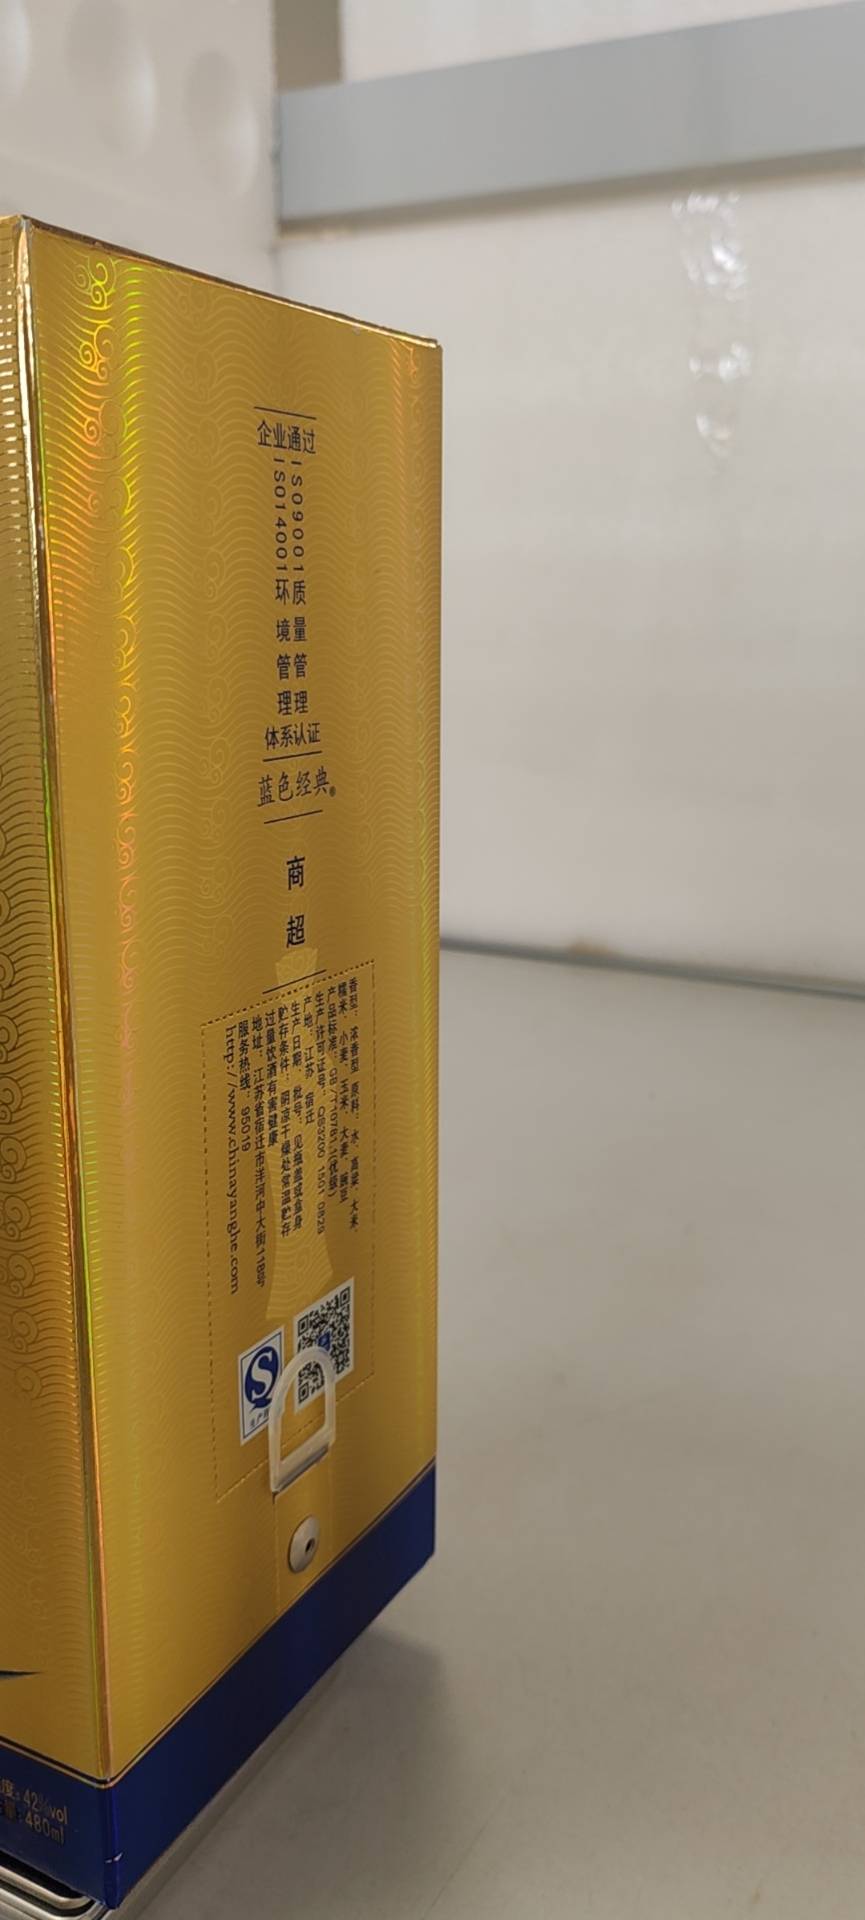 企业通过
ISO9001质量管理
ISO14001环境管理
体系认证
蓝色经典®
商超
香型：浓香型 原料：水、高粱、大米、
糯米、小麦、玉米、大麦、豌豆
产品标准：GB/T10781.1(优级)
生产许可证号：QS3200 1501 0829
产地：江苏 宿迁
生产日期、批号：见瓶盖或盒身
贮存条件：阴凉干燥处常温贮存
过量饮酒有害健康
地址：江苏省宿迁市洋河中大街118号
服务热线：95019
http://www.chinayanghe.com
生产
度:42%vol
量:480ml